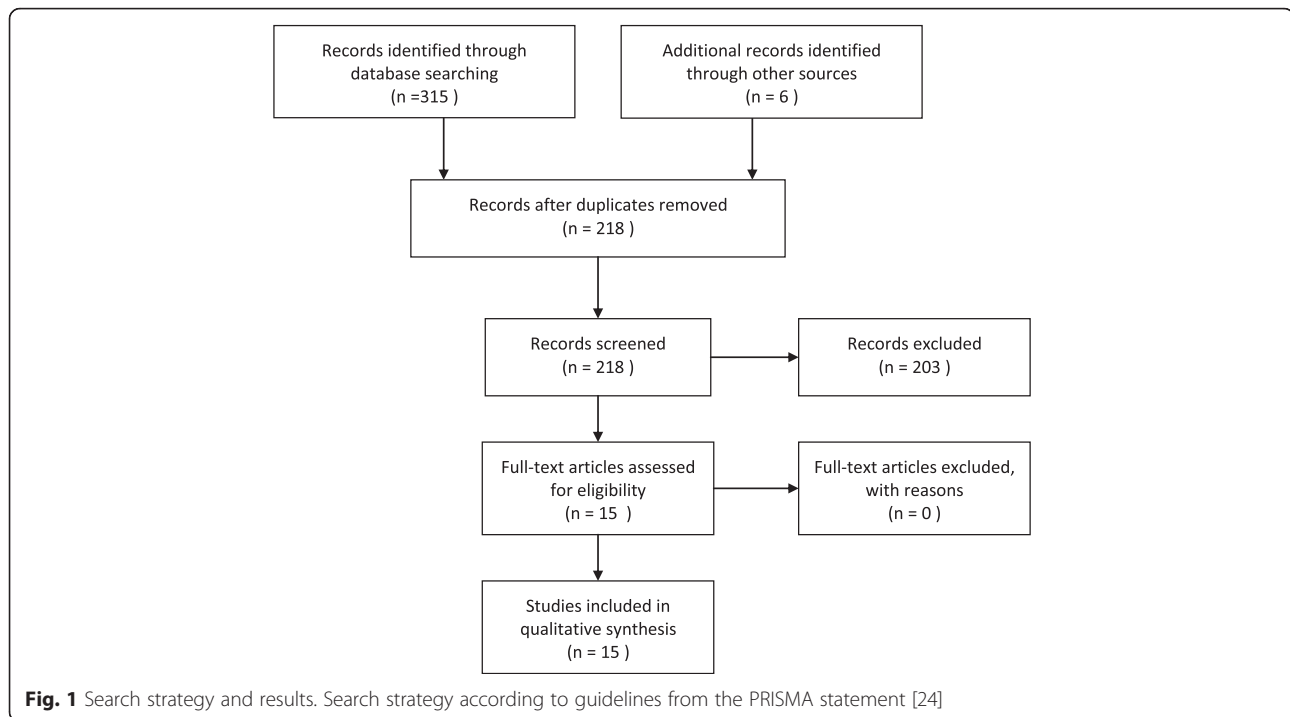 Records identified through
database searching
(n =315 )
Additional records identified
through other sources
(n = 6 )
Records after duplicates removed
(n = 218 )
Records screened
(n = 218 )
Records excluded
(n = 203 )
Full-text articles assessed
for eligibility
(n = 15 )
Full-text articles excluded,
with reasons
(n = 0 )
Studies included in
qualitative synthesis
(n = 15 )
Fig. 1 Search strategy and results. Search strategy according to guidelines from the PRISMA statement [24]